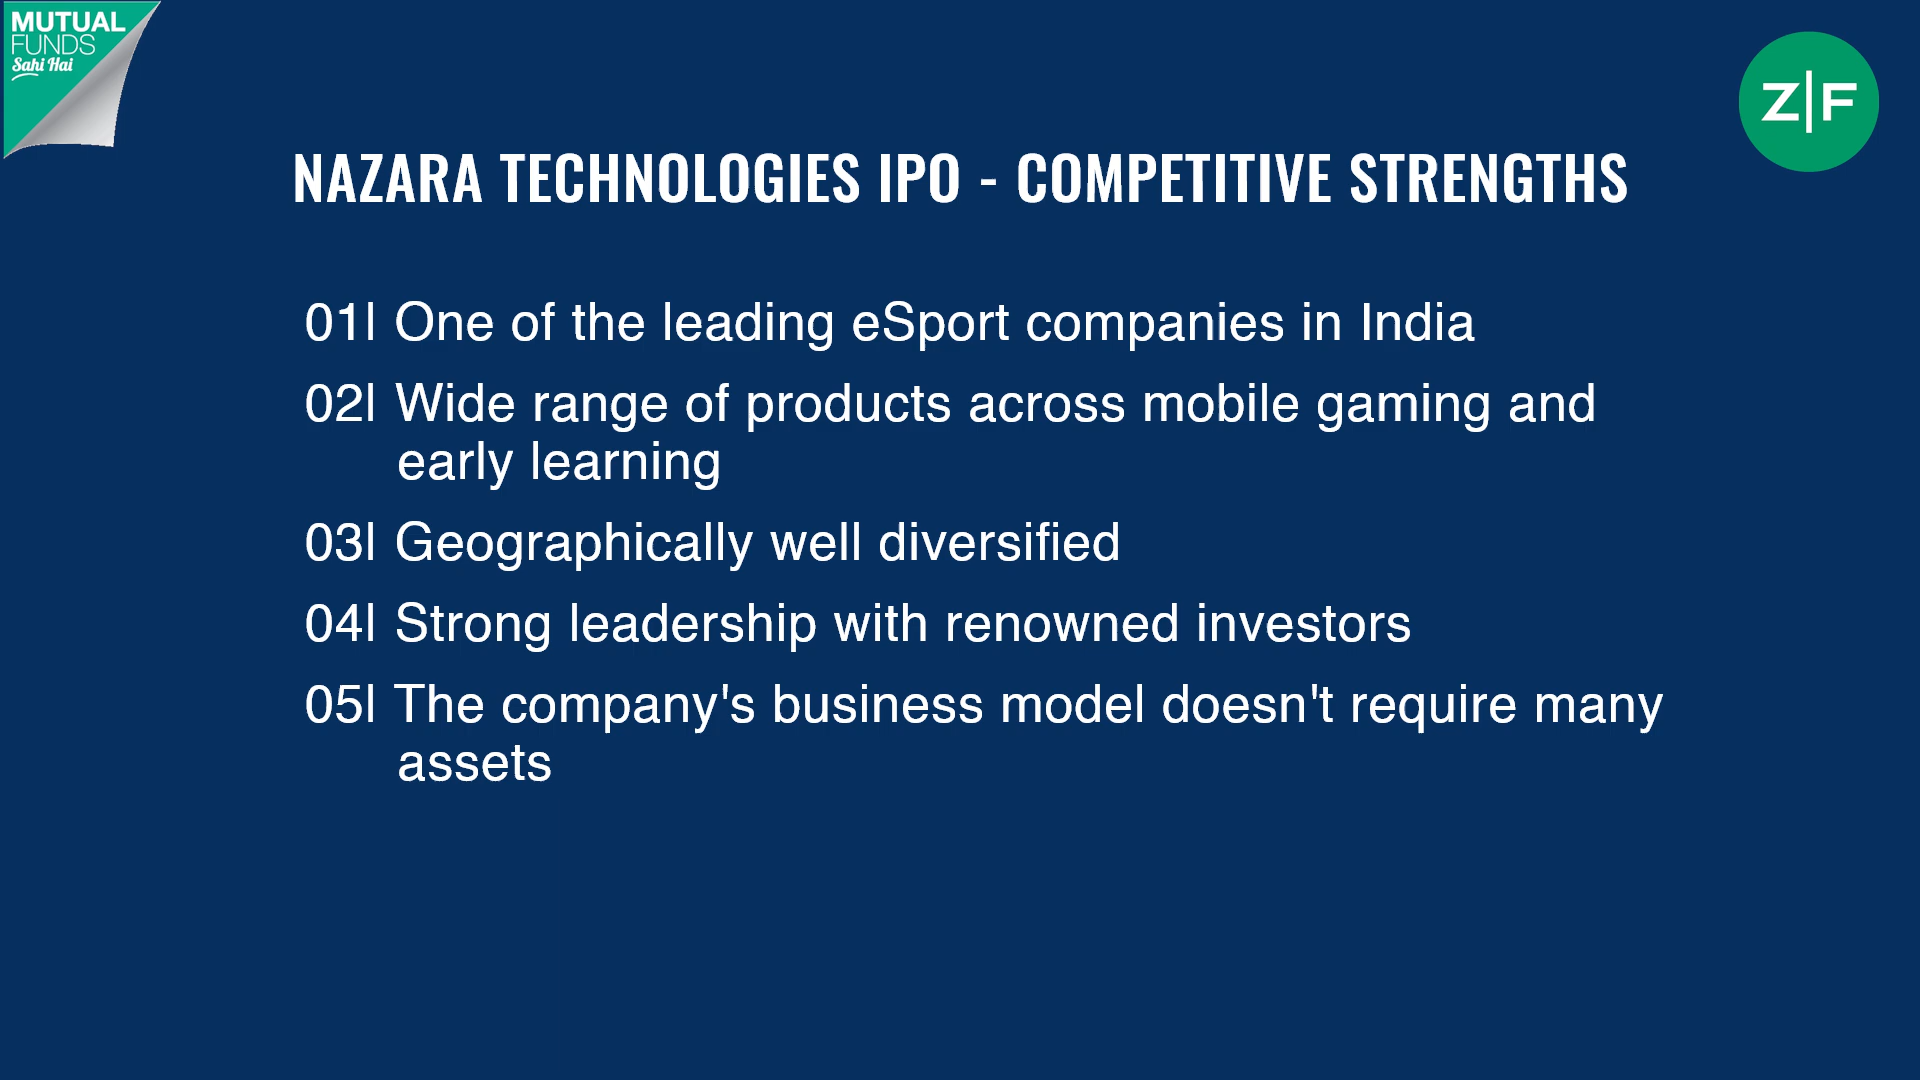 MUTUAL
FUNDS
Sahi Hai
Z|F
NAZARA TECHNOLOGIES IPO - COMPETITIVE STRENGTHS
01| One of the leading eSport companies in India
02| Wide range of products across mobile gaming and
early learning
03| Geographically well diversified
04| Strong leadership with renowned investors
05| The company's business model doesn't require many
assets